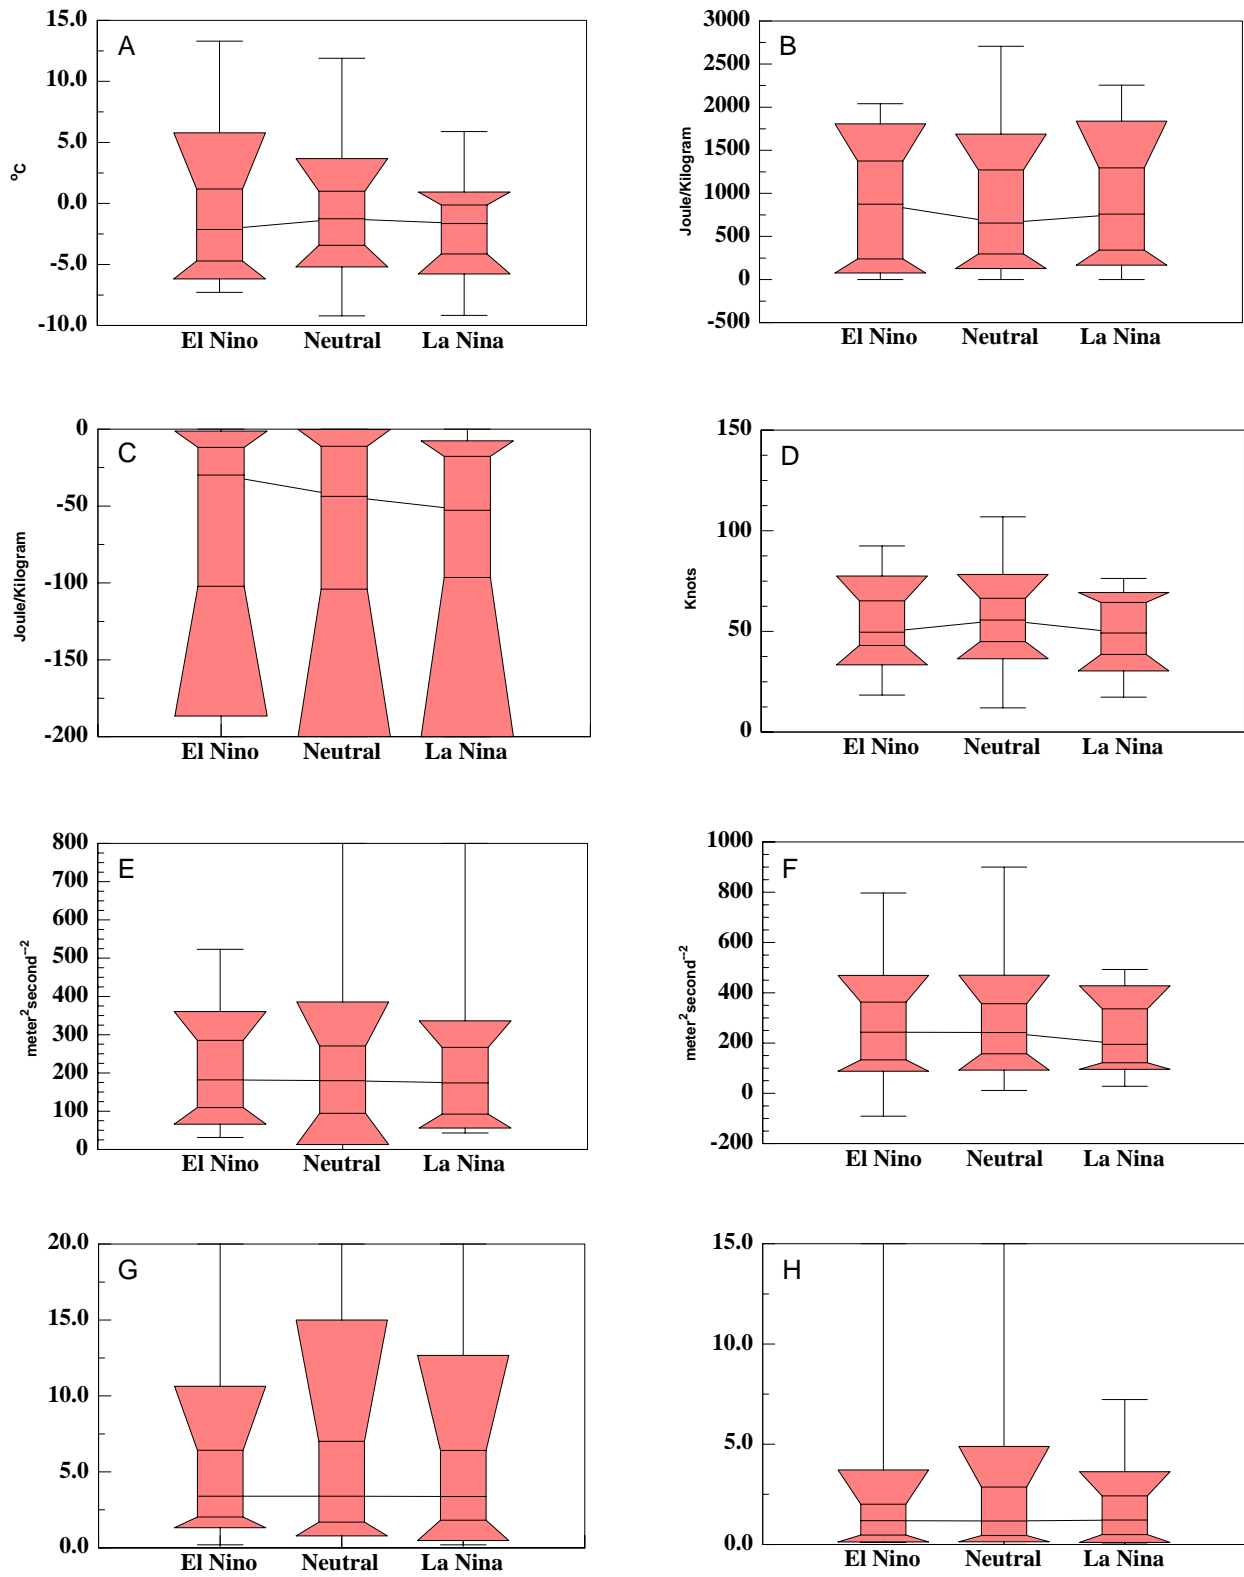 A
15.0
10.0
5.0
0.0
-5.0
-10.0
°C
El Nino Neutral La Nina
B
3000
2500
2000
1500
1000
500
0
-500
Joule/Kilogram
El Nino Neutral La Nina
C
0
-50
-100
-150
-200
Joule/Kilogram
El Nino Neutral La Nina
D
150
100
50
0
Knots
El Nino Neutral La Nina
E
800
700
600
500
400
300
200
100
0
meter²second⁻⁻²
El Nino Neutral La Nina
F
1000
800
600
400
200
0
-200
meter²second⁻⁻²
El Nino Neutral La Nina
G
20.0
15.0
10.0
5.0
0.0
El Nino Neutral La Nina
H
15.0
10.0
5.0
0.0
El Nino Neutral La Nina